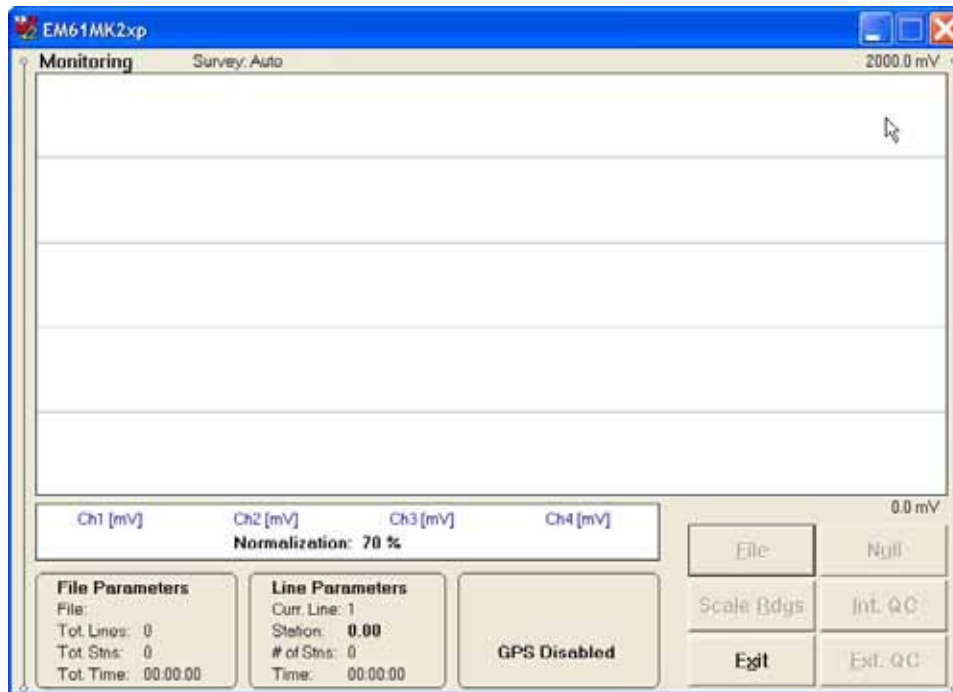 EM61MK2xp
Monitoring Survey: Auto 2000.0 mV
0.0 mV
Ch1 [mV] Ch2 [mV] Ch3 [mV] Ch4 [mV]
Normalization: 70 %
File Null
Scale Rdgs Int. QC
Exit Ext. QC
File Parameters
File:
Tot. Lines: 0
Tot. Stns: 0
Tot. Time: 00:00:00
Line Parameters
Curr. Line: 1
Station: 0.00
# of Stns: 0
Time: 00:00:00
GPS Disabled